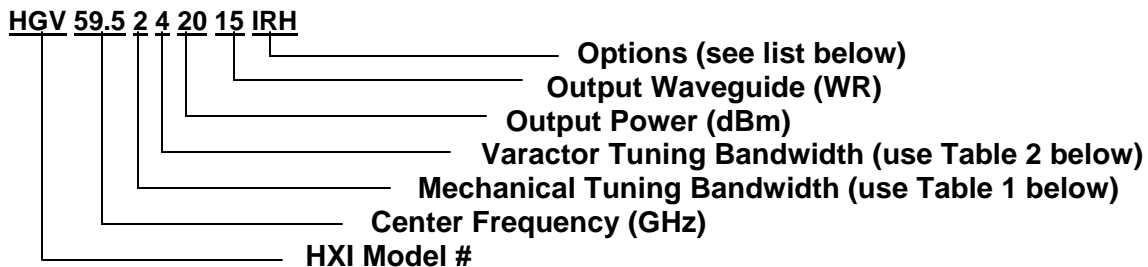 HGV 59.5 2 4 20 15 IRH
Options (see list below)
Output Waveguide (WR)
Output Power (dBm)
Varactor Tuning Bandwidth (use Table 2 below)
Mechanical Tuning Bandwidth (use Table 1 below)
Center Frequency (GHz)
HXI Model #